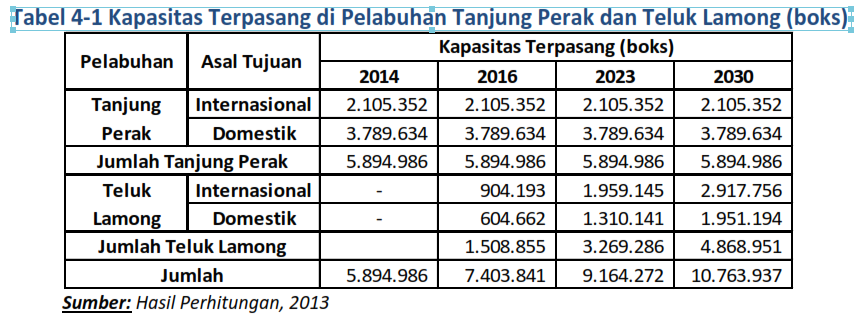 Tabel 4-1 Kapasitas Terpasang di Pelabuhan Tanjung Perak dan Teluk Lamong (boks)
Pelabuhan Asal Tujuan Kapasitas Terpasang (boks)
2014 2016 2023 2030
Tanjung Perak Internasional 2.105.352 2.105.352 2.105.352 2.105.352
Domestik 3.789.634 3.789.634 3.789.634 3.789.634
Jumlah Tanjung Perak 5.894.986 5.894.986 5.894.986 5.894.986
Teluk Lamong Internasional - 904.193 1.959.145 2.917.756
Domestik - 604.662 1.310.141 1.951.194
Jumlah Teluk Lamong 1.508.855 3.269.286 4.868.951
Jumlah 5.894.986 7.403.841 9.164.272 10.763.937
Sumber: Hasil Perhitungan, 2013